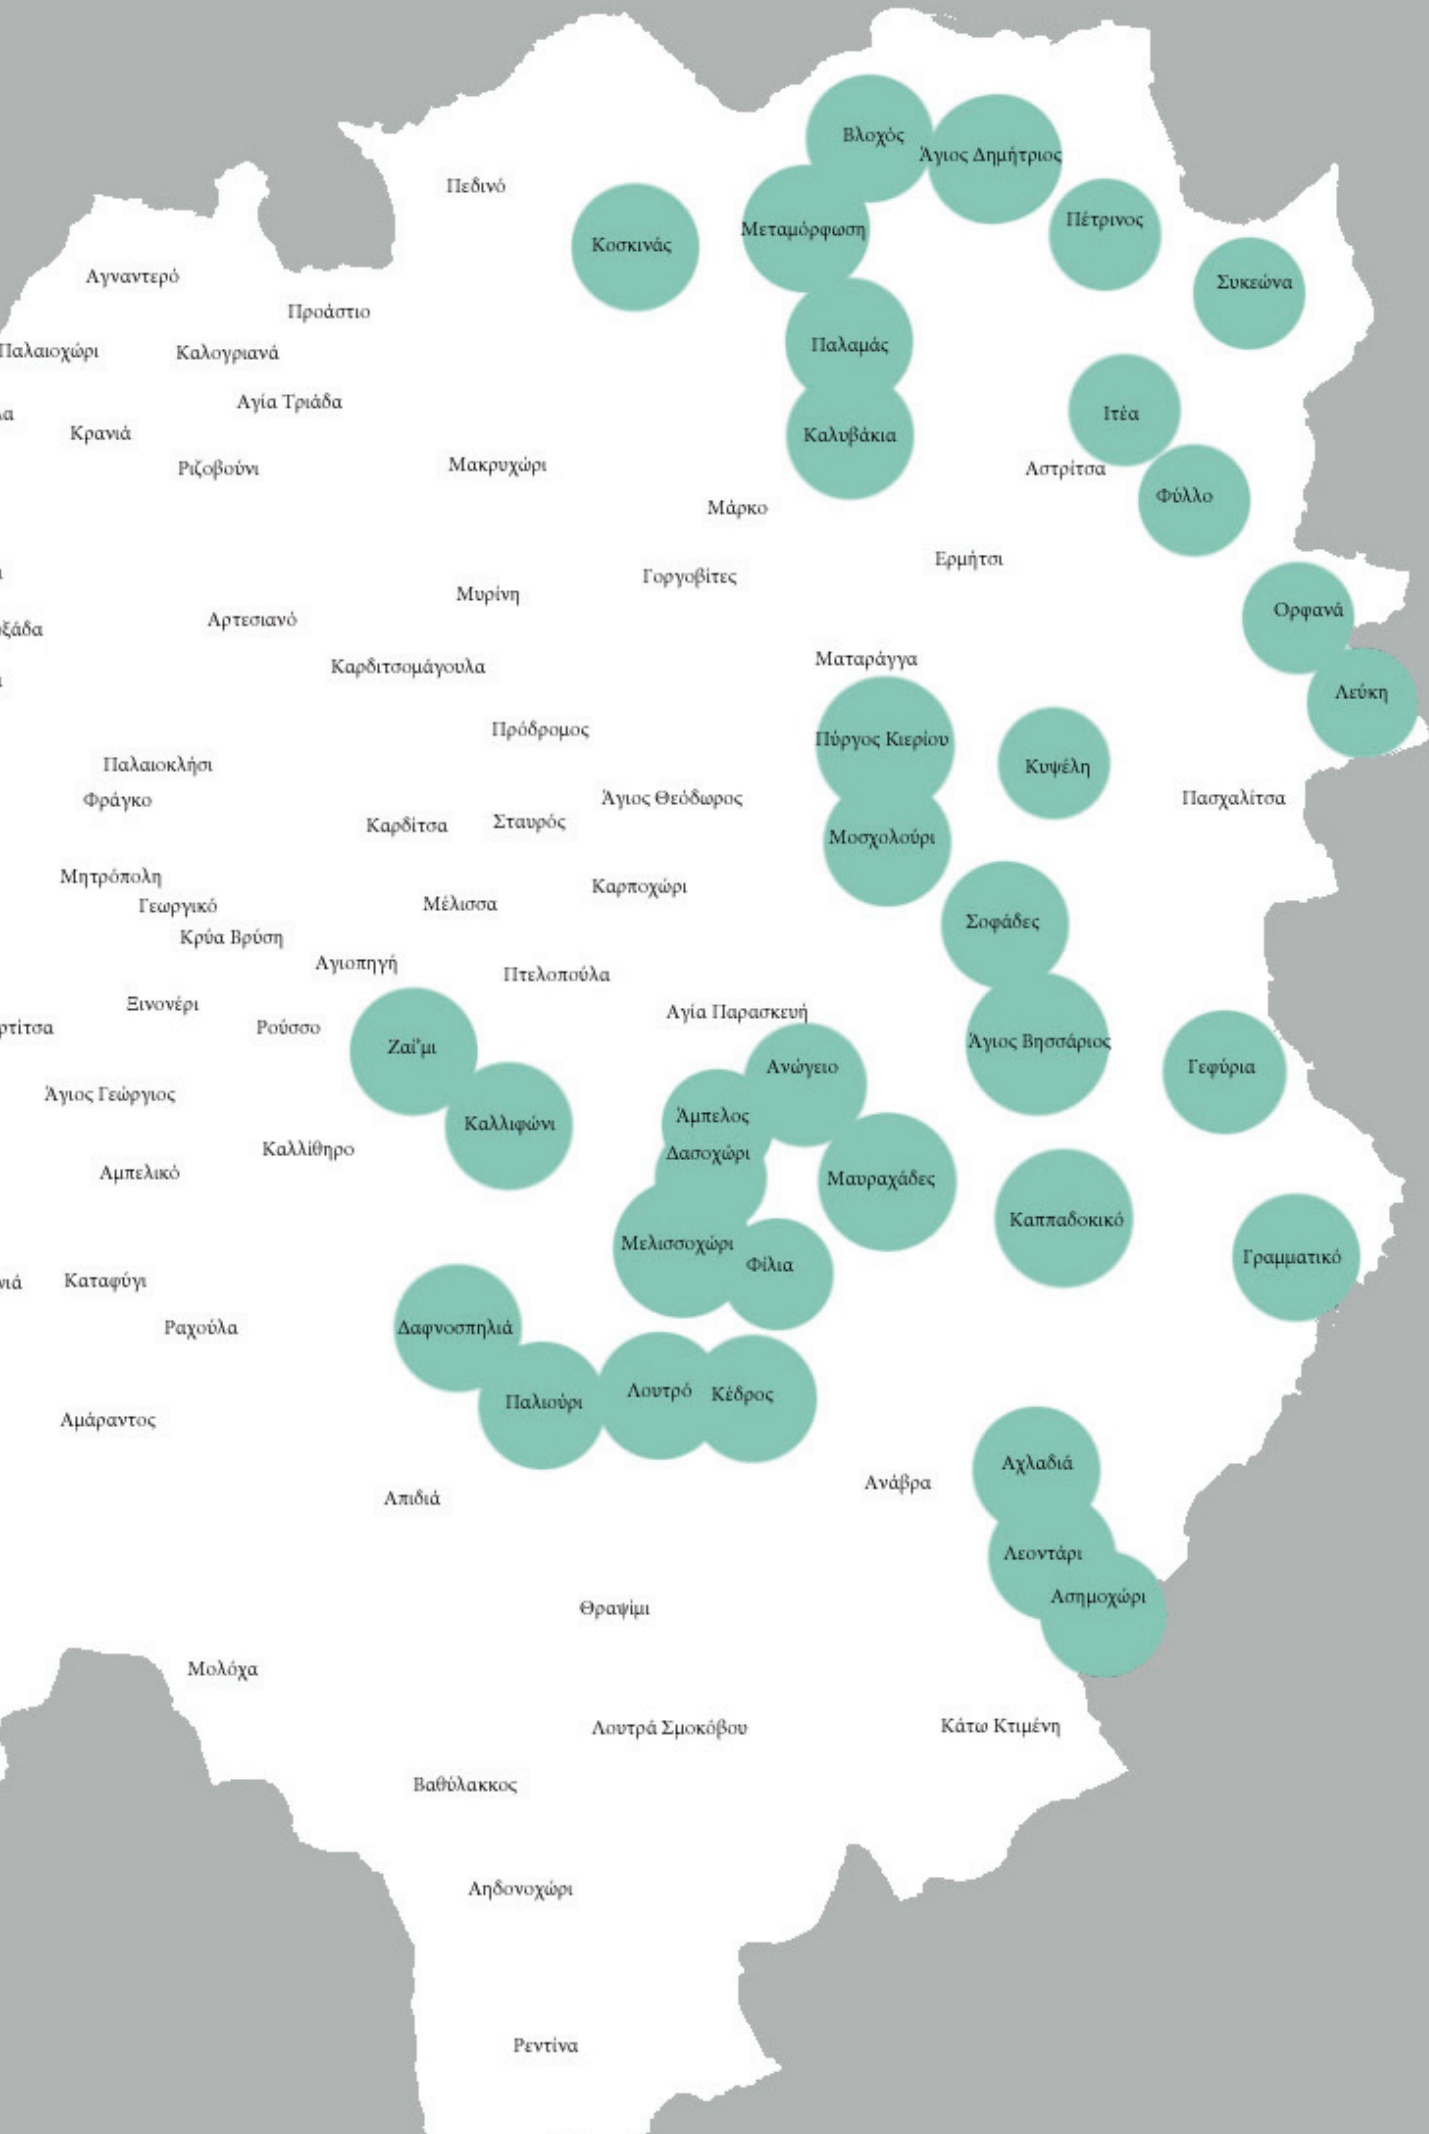 Βλοχός
Άγιος Δημήτριος
Πεδινό
Πέτρινος
Μεταμόρφωση
Κοσκινάς
Αγναντερό
Συκεώνα
Προάστιο
Παλαμάς
Παλαιοχώρι
Καλογριανά
Αγία Τριάδα
Ιτέα
Κρανιά
Καλυβάκια
Ριζοβούνι
Μακρυχώρι
Αστρίτσα
Φύλλο
Μάρκο
Ερμήτσι
Γοργοβίτες
Μυρίνη
Ορφανά
Αρτεσιανό
ξάδα
Ματαράγγα
Καρδιτσομάγουλα
Λεύκη
Πρόδρομος
Πύργος Κιερίου
Παλαιοκλήσι
Κυψέλη
Φράγκο
Άγιος Θεόδωρος
Πασχαλίτσα
Καρδίτσα
Σταυρός
Μοσχολούρι
Μητρόπολη
Καρποχώρι
Γεωργικό
Μέλισσα
Σοφάδες
Κρύα Βρύση
Αγιοπηγή
Πτελοπούλα
Ξινονέρι
Αγία Παρασκευή
ρτίτσα
Ρούσσο
Ζαΐμι
Άγιος Βησσάριος
Ανώγειο
Γεφύρια
Άγιος Γεώργιος
Άμπελος
Καλλιφώνι
Καλλίθηρο
Δασοχώρι
Αμπελικό
Μαυραχάδες
Καππαδοκικό
Μελισσοχώρι
Γραμματικό
Φίλια
νιά
Καταφύγι
Ραχούλα
Δαφνοσπηλιά
Λουτρό
Κέδρος
Παλιούρι
Αμάραντος
Αχλαδιά
Ανάβρα
Απιδιά
Λεοντάρι
Ασημοχώρι
Θραψίμι
Μολόχα
Λουτρά Σμοκόβου
Κάτω Κτιμένη
Βαθύλακκος
Αηδονοχώρι
Ρεντίνα